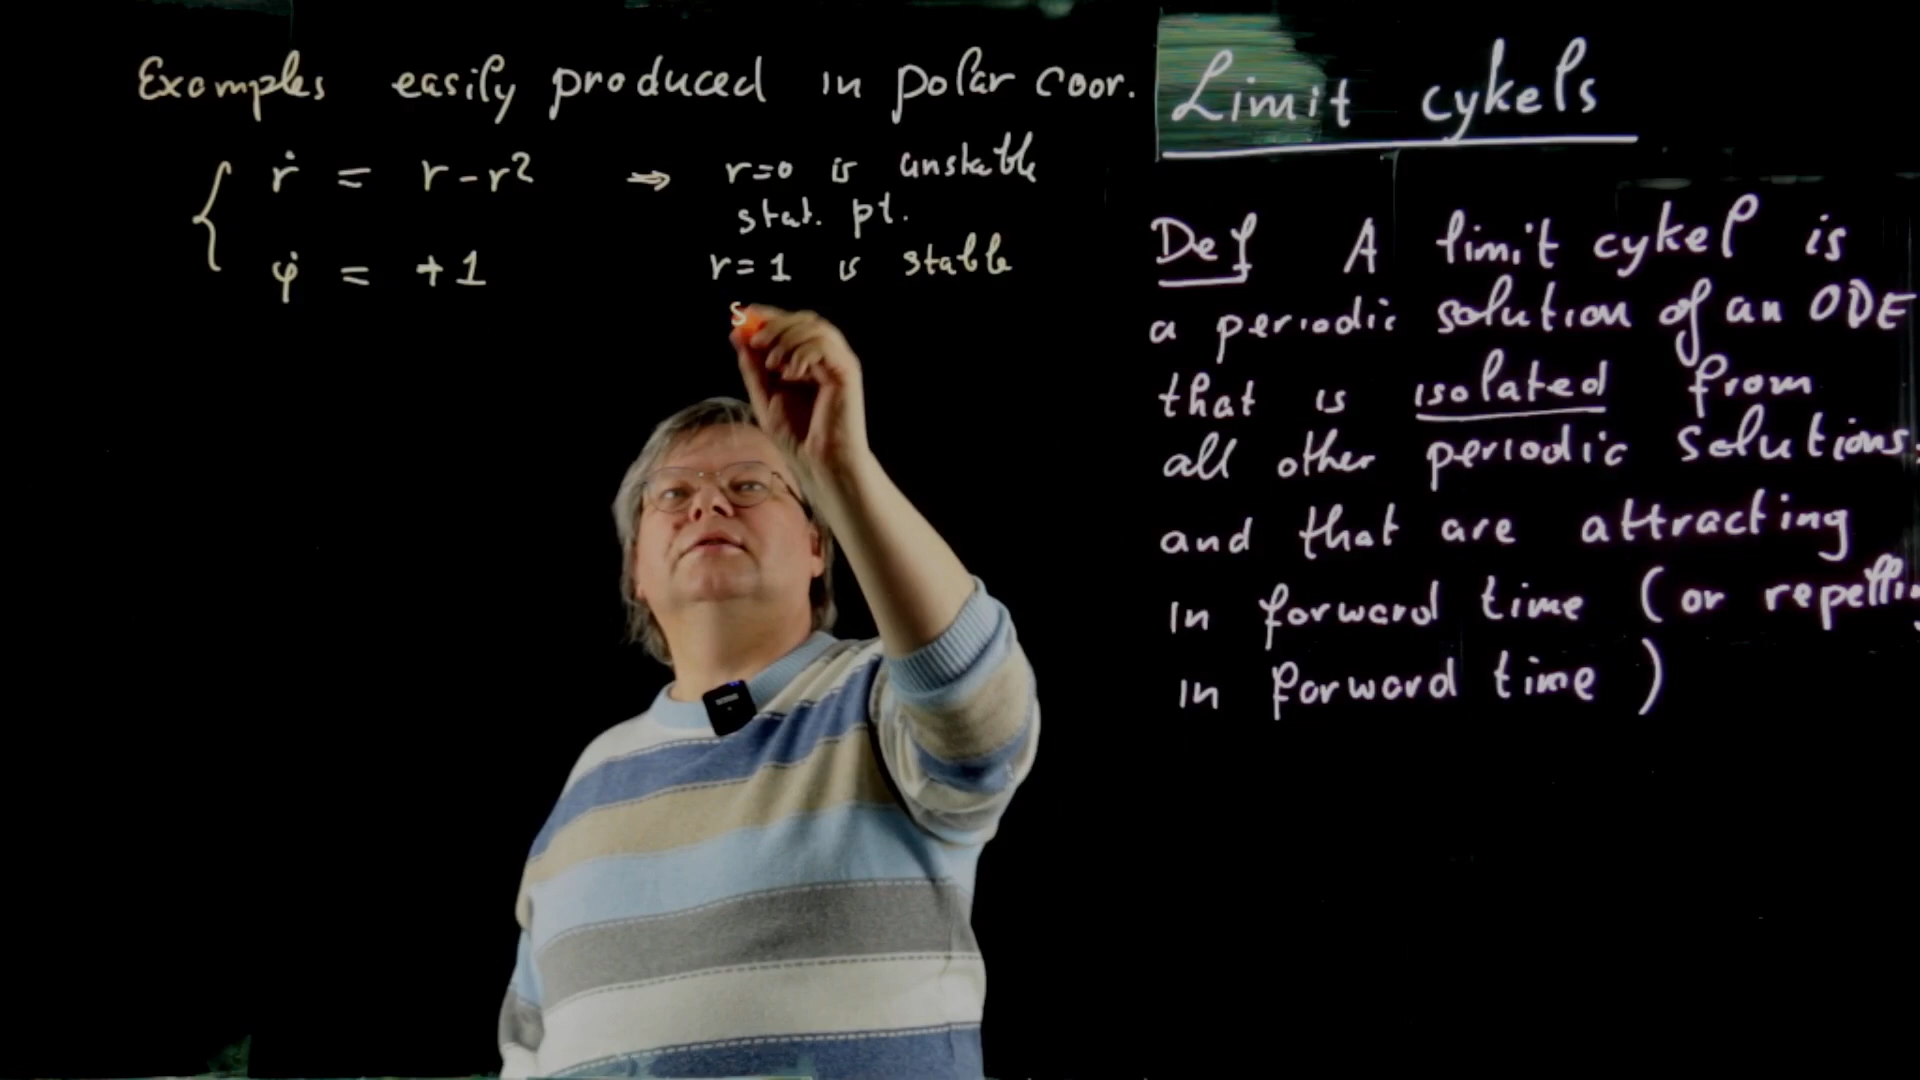 Examples easily produced in polar coor.
{ ṙ = r - r² ⇒ r=0 is unstable
stat. pt.
φ̇ = +1 r=1 is stable
s
Limit cykels
Def A limit cykel is
a periodic solution of an ODE
that is isolated from
all other periodic solutions,
and that are attracting
in forward time (or repelling
in forward time)